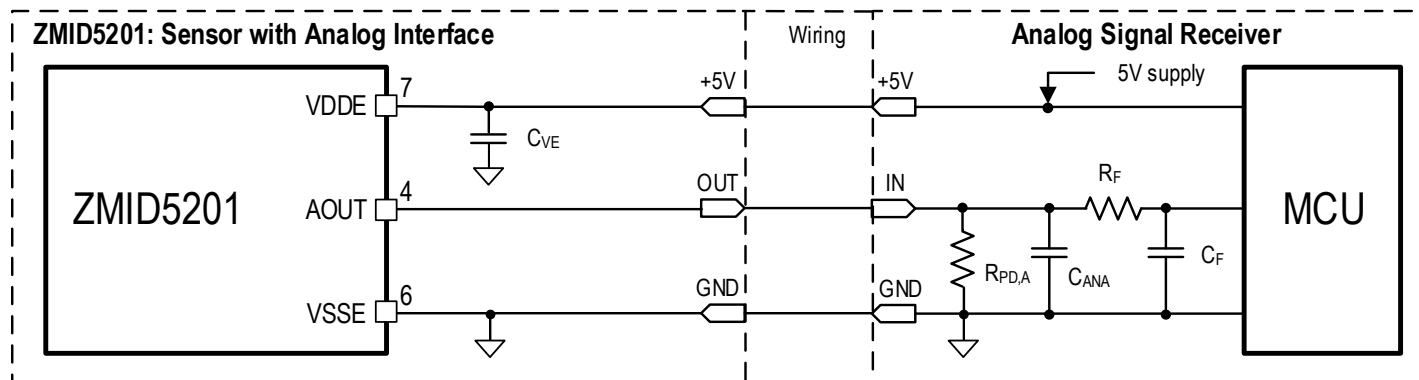 ZMID5201: Sensor with Analog Interface
Wiring
Analog Signal Receiver
7
VDDE
+5V
+5V
5V supply
CVE
ZMID5201
4
AOUT
OUT
IN
RF
MCU
RPD,A
CANA
CF
6
VSSE
GND
GND